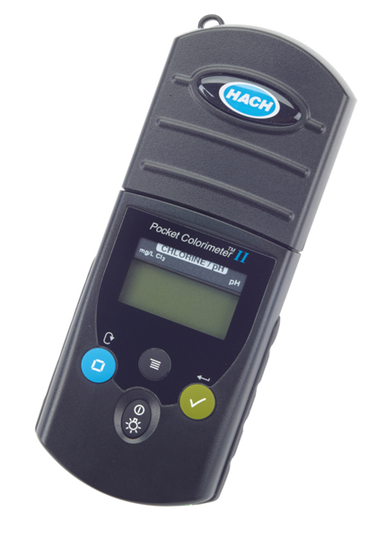 HACH
Pocket Colorimeter™ II
CHLORINE / pH
mg/L Cl₂
pH